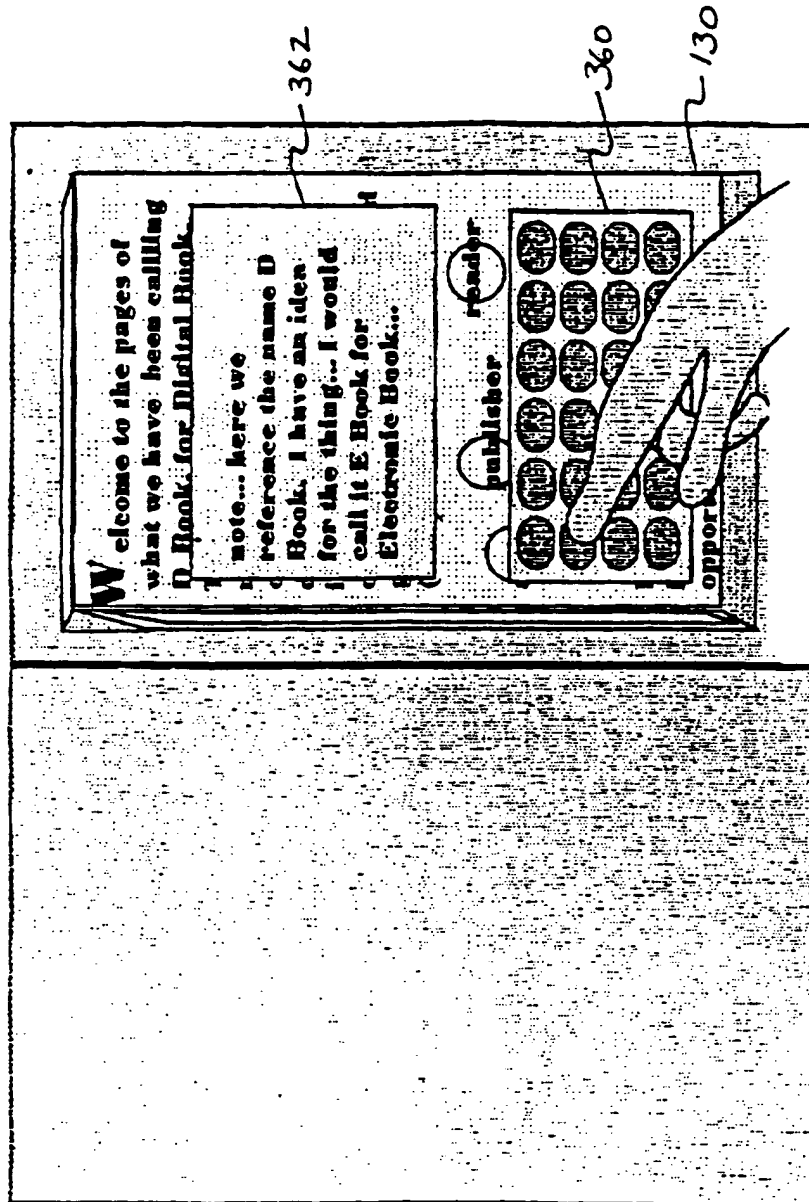 Welcome to the pages of
what we have been callling
D Book, for Digital Book.
note... here we
reference the name D
Book. I have an idea
for the thing... I would
call it E Book for
Electronic Book...
publisher
reader
oppor
362
360
130